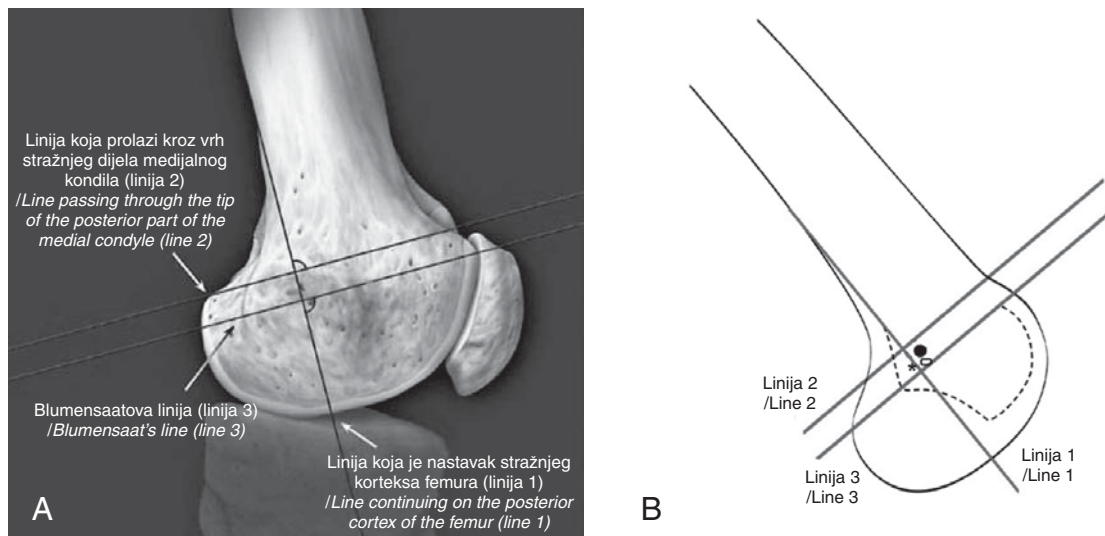 Linija koja prolazi kroz vrh
stražnjeg dijela medijalnog
kondila (linija 2)
/Line passing through the tip
of the posterior part of the
medial condyle (line 2)
Blumensaatova linija (linija 3)
/Blumensaat's line (line 3)
Linija koja je nastavak stražnjeg
korteksa femura (linija 1)
/Line continuing on the posterior
cortex of the femur (line 1)
A
Linija 2
/Line 2
Linija 3
/Line 3
Linija 1
/Line 1
*
B